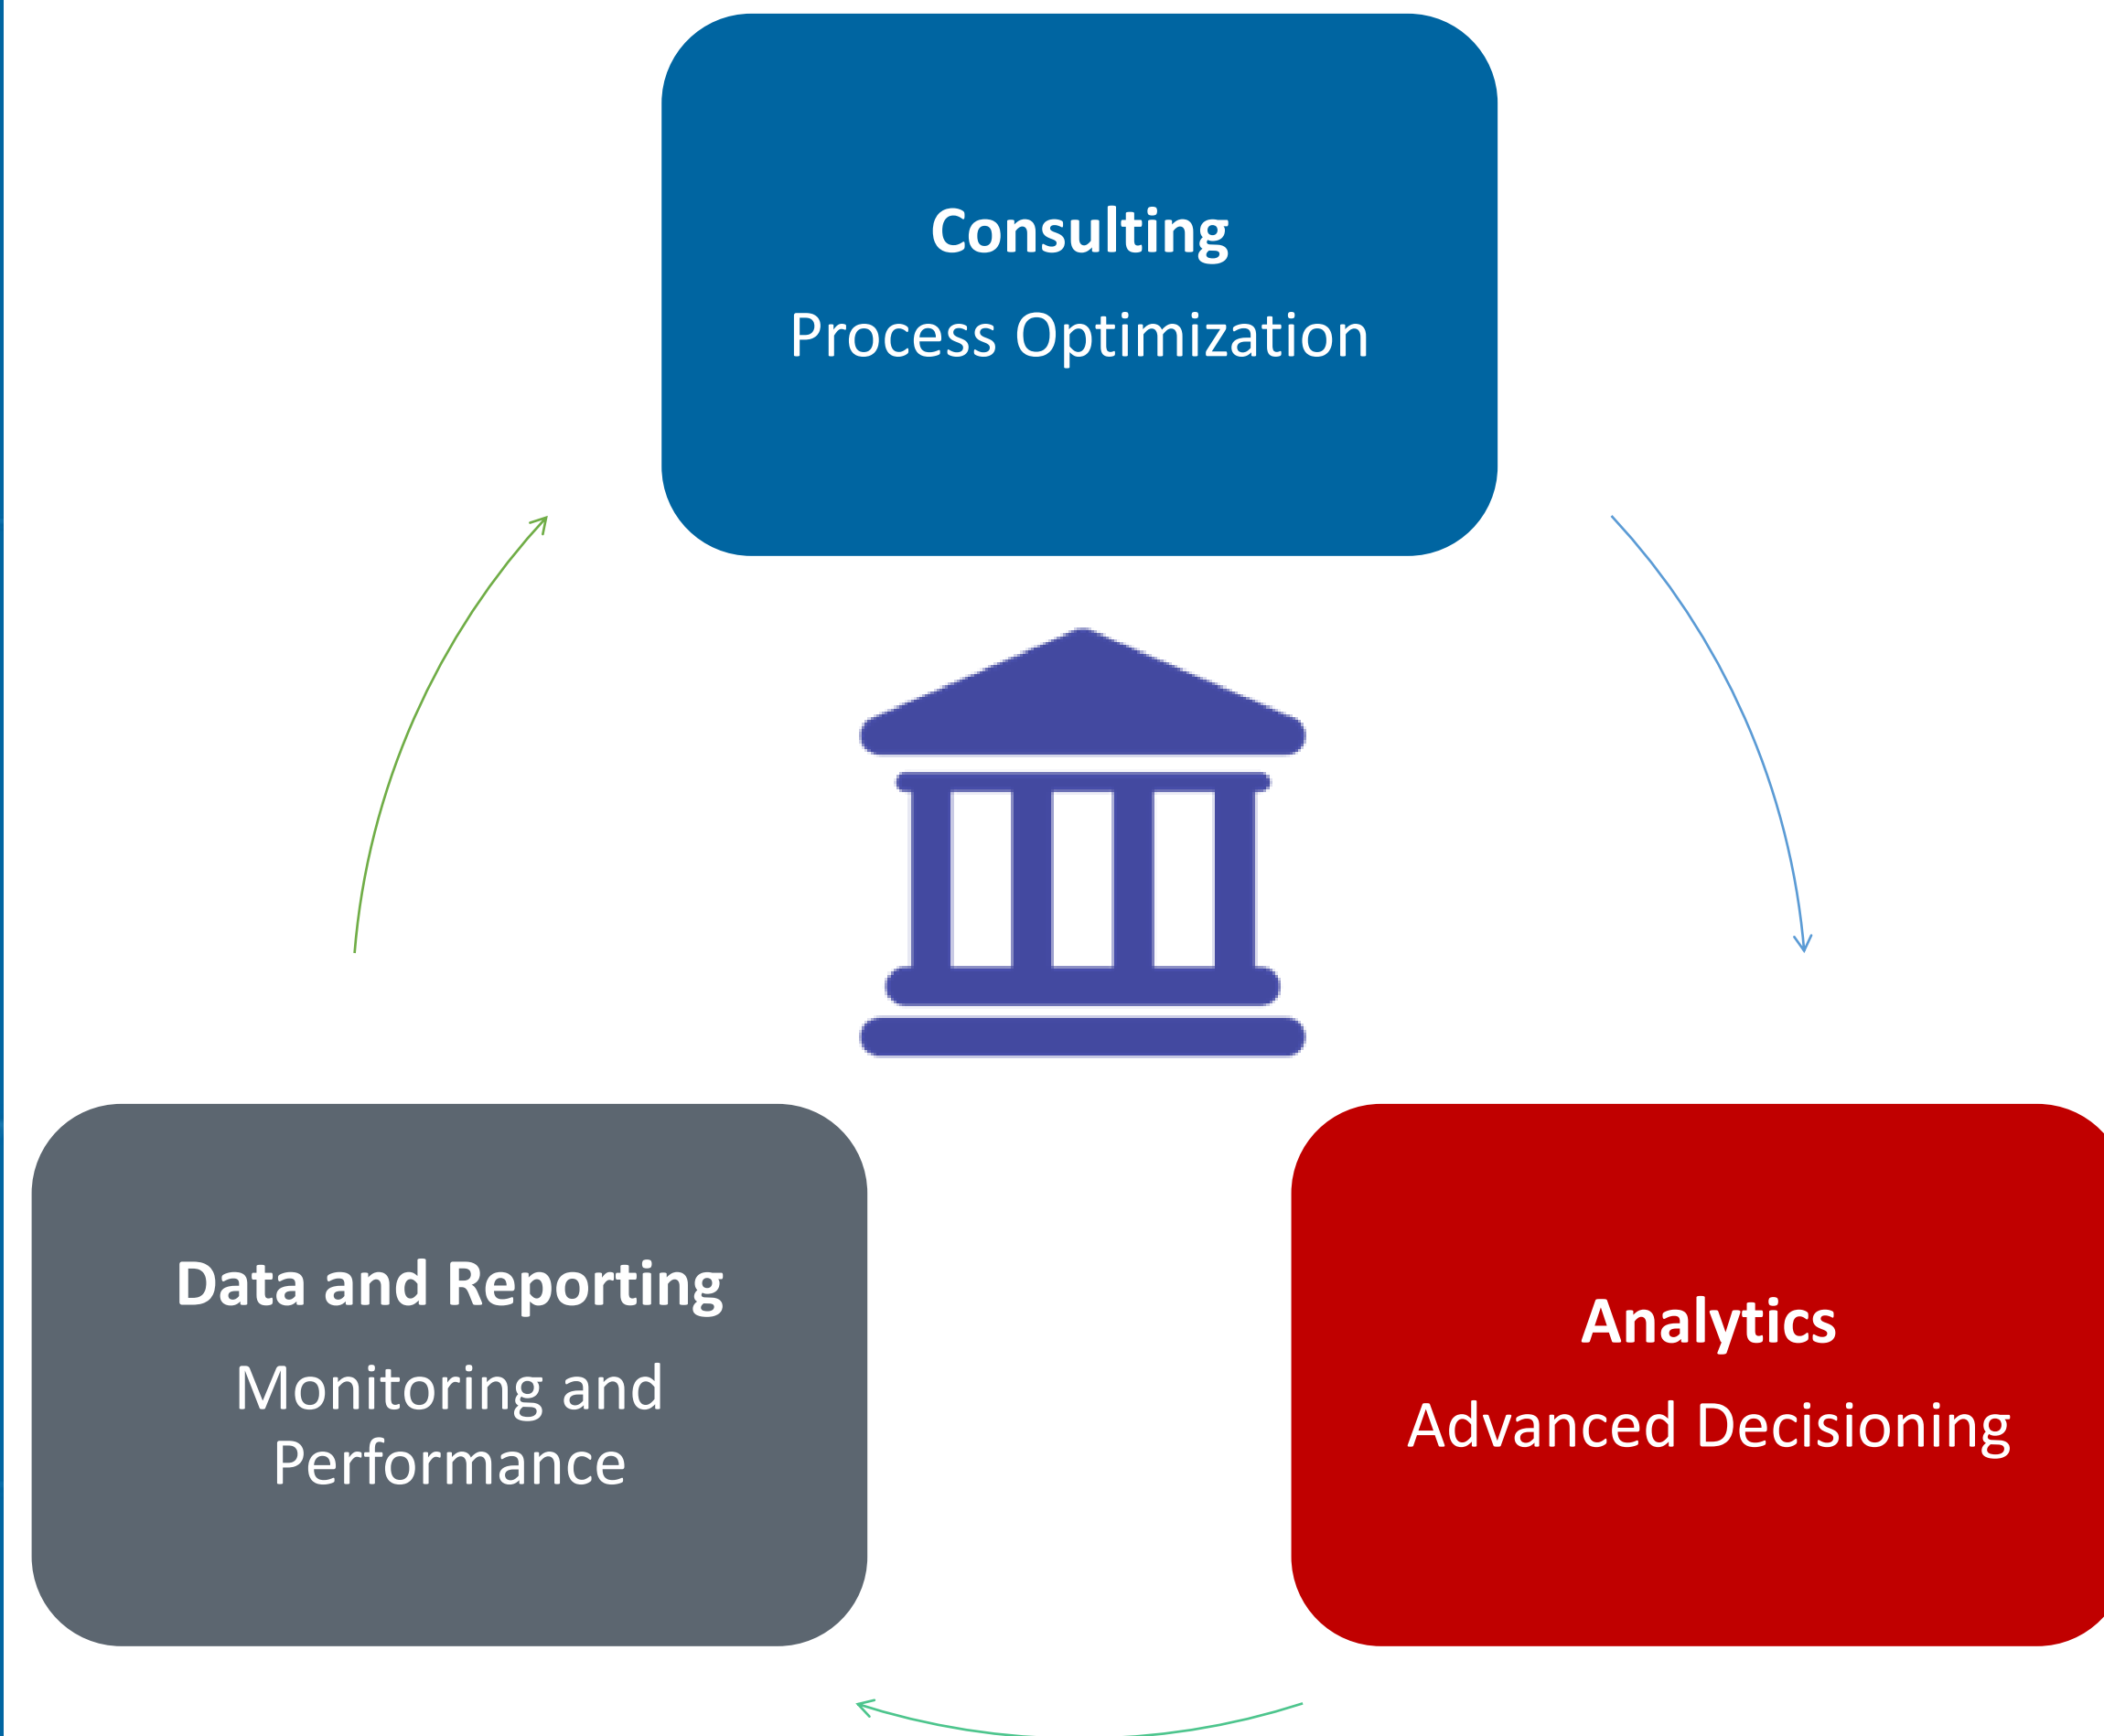 Consulting
Process Optimization
Data and Reporting
Monitoring and
Performance
Analytics
Advanced Decisioning